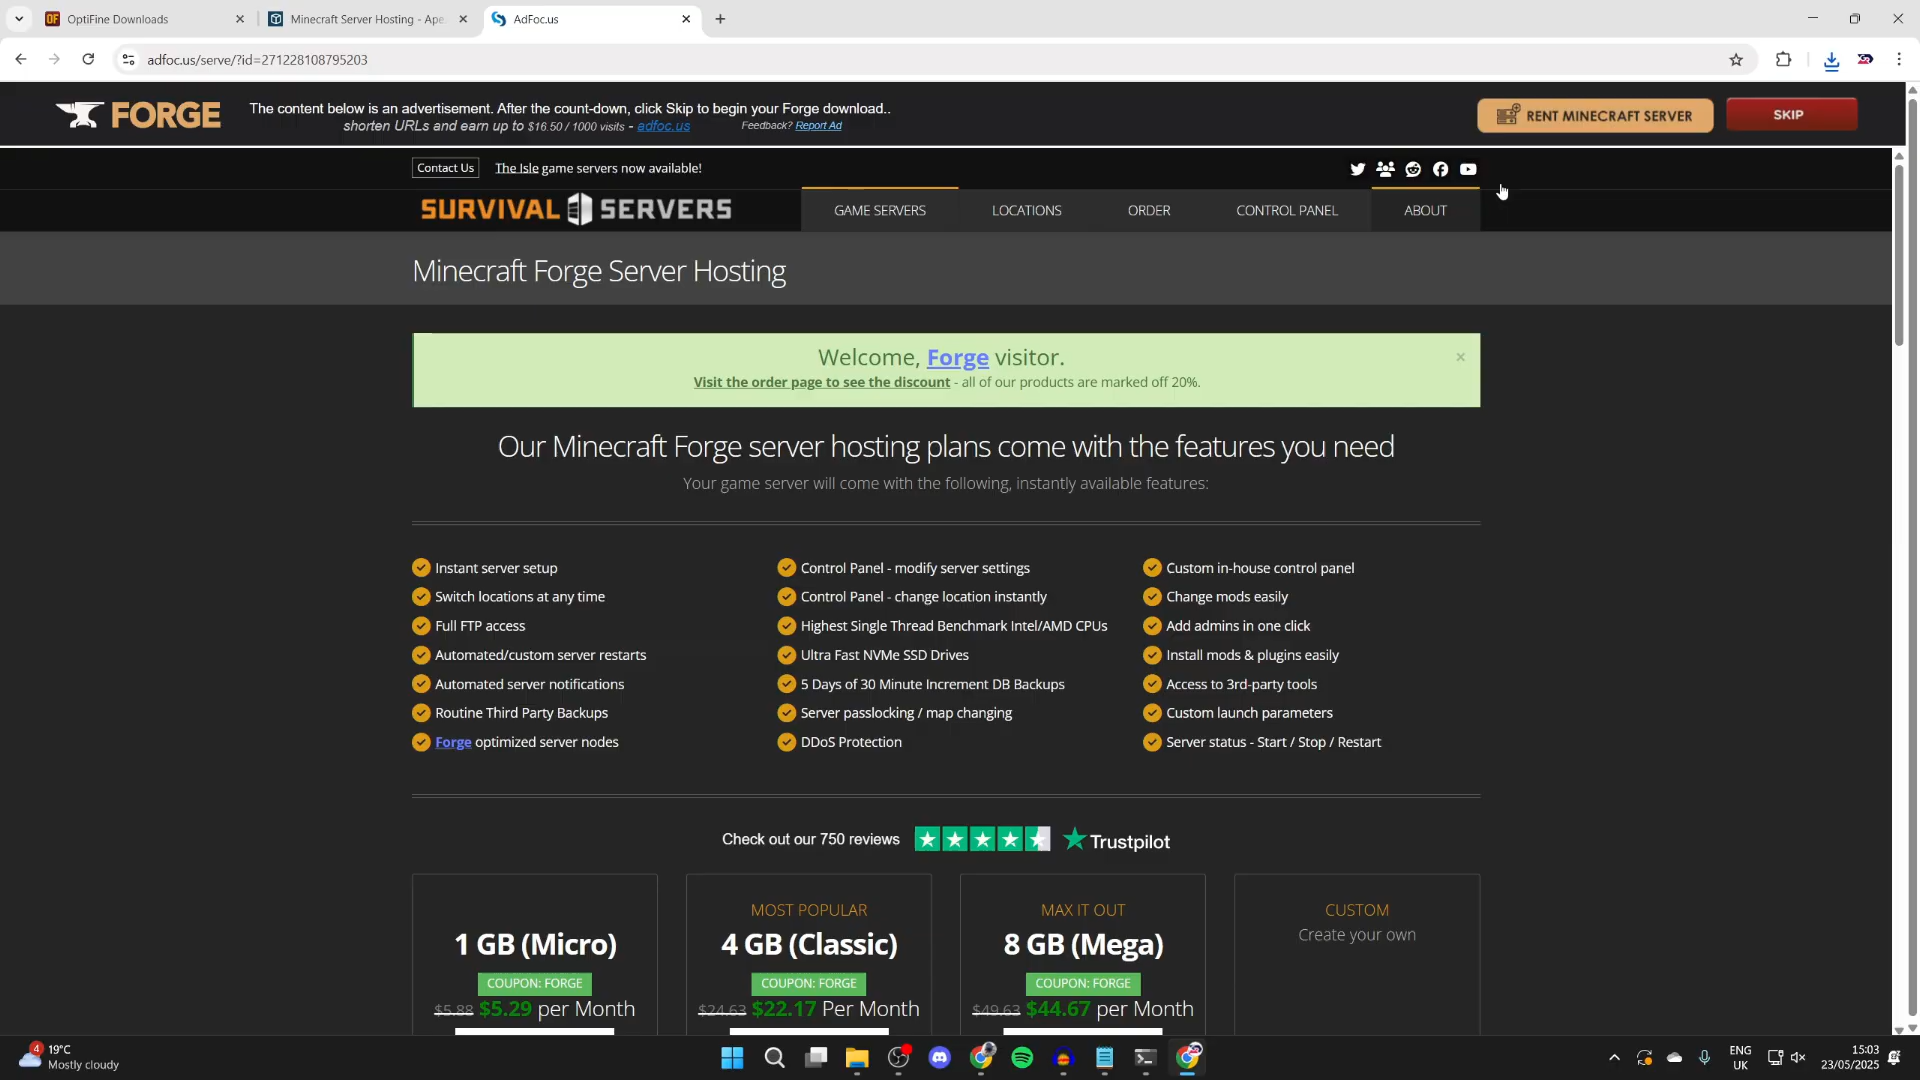 OptiFine Downloads
Minecraft Server Hosting - Ape
AdFoc.us
adfoc.us/serve/?id=271228108795203
FORGE
The content below is an advertisement. After the count-down, click Skip to begin your Forge download..
shorten URLs and earn up to $16.50 / 1000 visits - adfoc.us
Feedback? Report Ad
RENT MINECRAFT SERVER
SKIP
Contact Us
The Isle game servers now available!
SURVIVAL SERVERS
GAME SERVERS
LOCATIONS
ORDER
CONTROL PANEL
ABOUT
Minecraft Forge Server Hosting
Welcome, Forge visitor.
×
Visit the order page to see the discount - all of our products are marked off 20%.
Our Minecraft Forge server hosting plans come with the features you need
Your game server will come with the following, instantly available features:
Instant server setup
Switch locations at any time
Full FTP access
Automated/custom server restarts
Automated server notifications
Routine Third Party Backups
Forge optimized server nodes
Control Panel - modify server settings
Control Panel - change location instantly
Highest Single Thread Benchmark Intel/AMD CPUs
Ultra Fast NVMe SSD Drives
5 Days of 30 Minute Increment DB Backups
Server passlocking / map changing
DDoS Protection
Custom in-house control panel
Change mods easily
Add admins in one click
Install mods & plugins easily
Access to 3rd-party tools
Custom launch parameters
Server status - Start / Stop / Restart
Check out our 750 reviews
Trustpilot
1 GB (Micro)
COUPON: FORGE
$5.88 $5.29 per Month
MOST POPULAR
4 GB (Classic)
COUPON: FORGE
$24.63 $22.17 Per Month
MAX IT OUT
8 GB (Mega)
COUPON: FORGE
$49.63 $44.67 per Month
CUSTOM
Create your own
4
19°C
Mostly cloudy
ENG
UK
15:03
23/05/2025